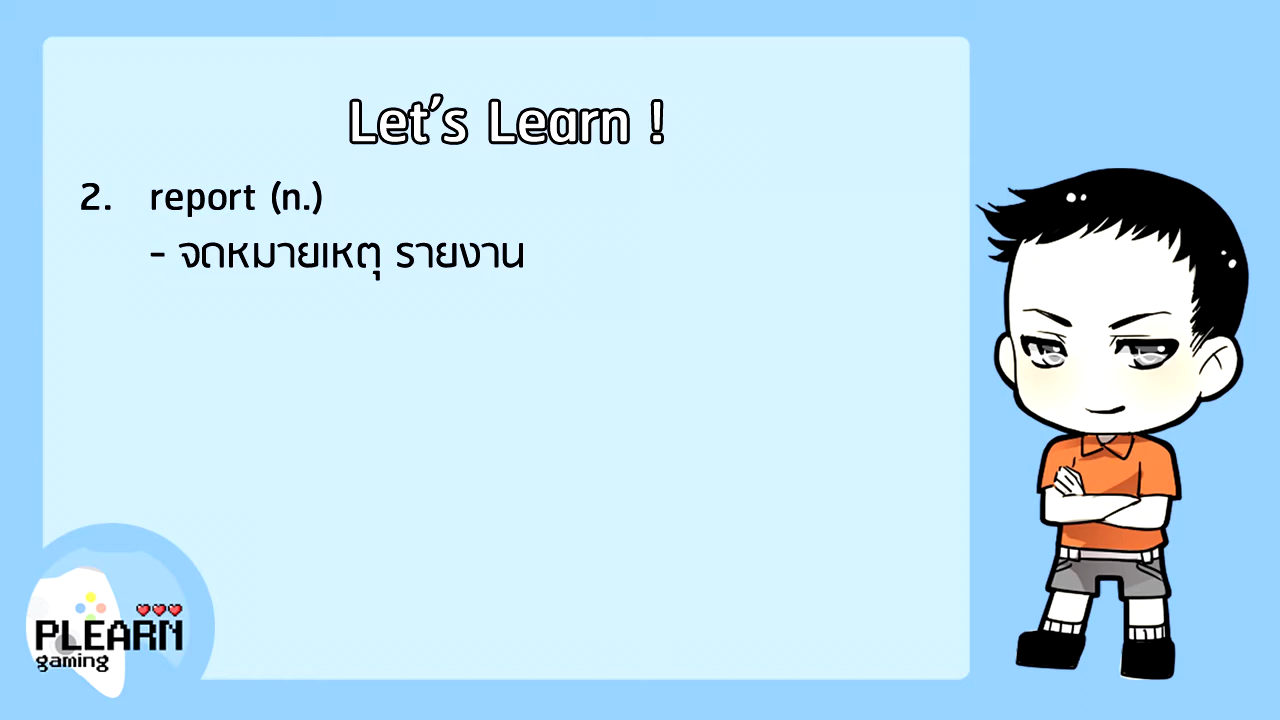 Let's Learn !
2. report (n.)
- จดหมายเหตุ รายงาน
PLEARN
gaming